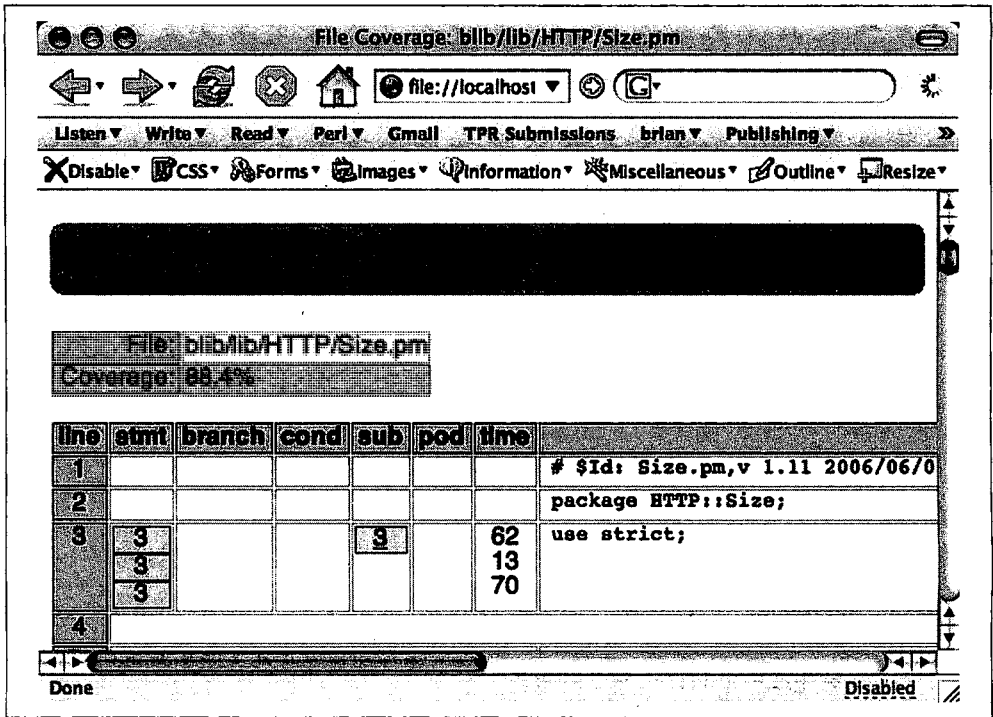 File Coverage: blib/lib/HTTP/Size.pm
file://localhost
G
Listen Write Read Perl Gmail TPR Submissions brian Publishing »
Disable CSS Forms Images Information Miscellaneous Outline Resize
File: blib/lib/HTTP/Size.pm
Coverage: 88.4%
line stmt branch cond sub pod time
1 # $Id: Size.pm,v 1.11 2006/06/0
2 package HTTP::Size;
3 3 3 62 use strict;
3 13
3 70
4
Done Disabled